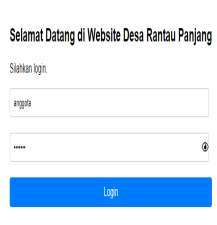 Selamat Datang di Website Desa Rantau Panjang
Silahkan login.
anggota
•••••
Login